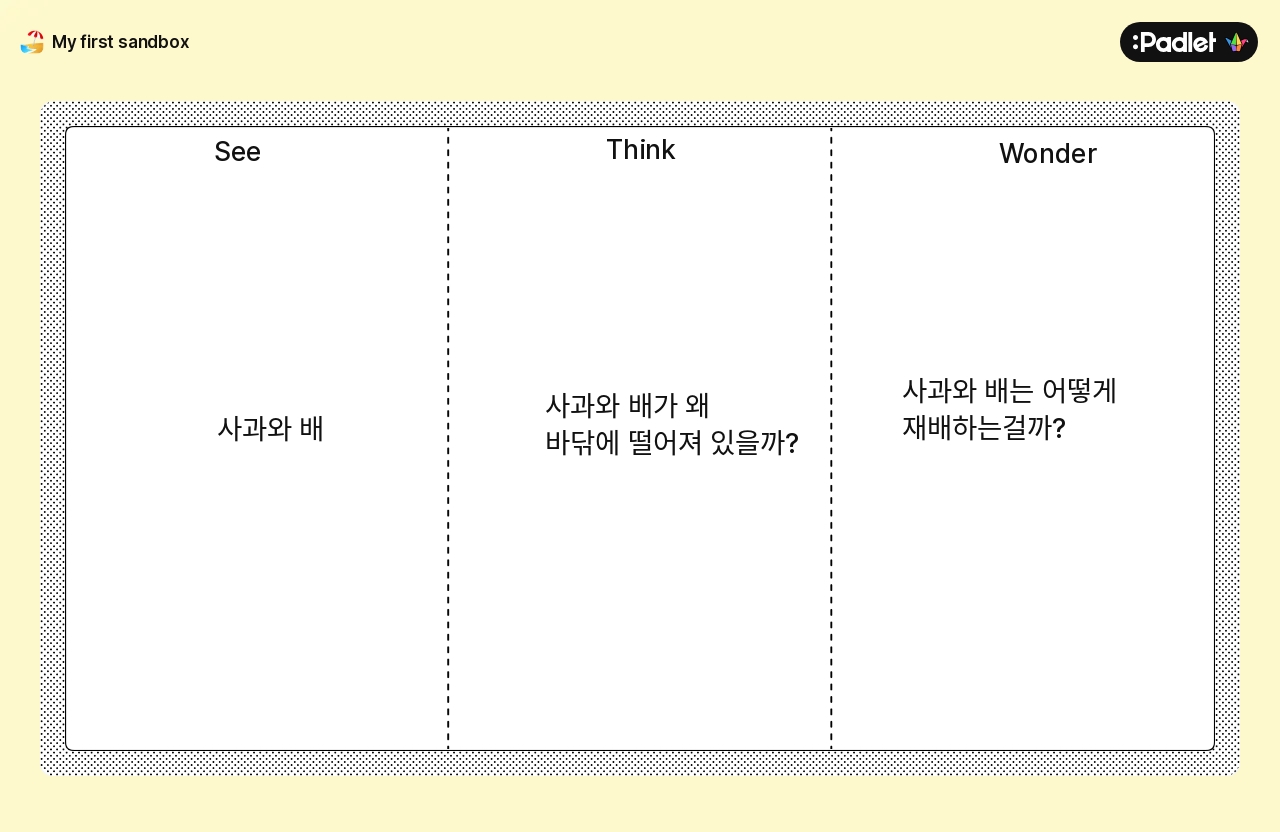 My first sandbox
:Padlet
See
Think
Wonder
사과와 배
사과와 배가 왜
바닦에 떨어져 있을까?
사과와 배는 어떻게
재배하는걸까?